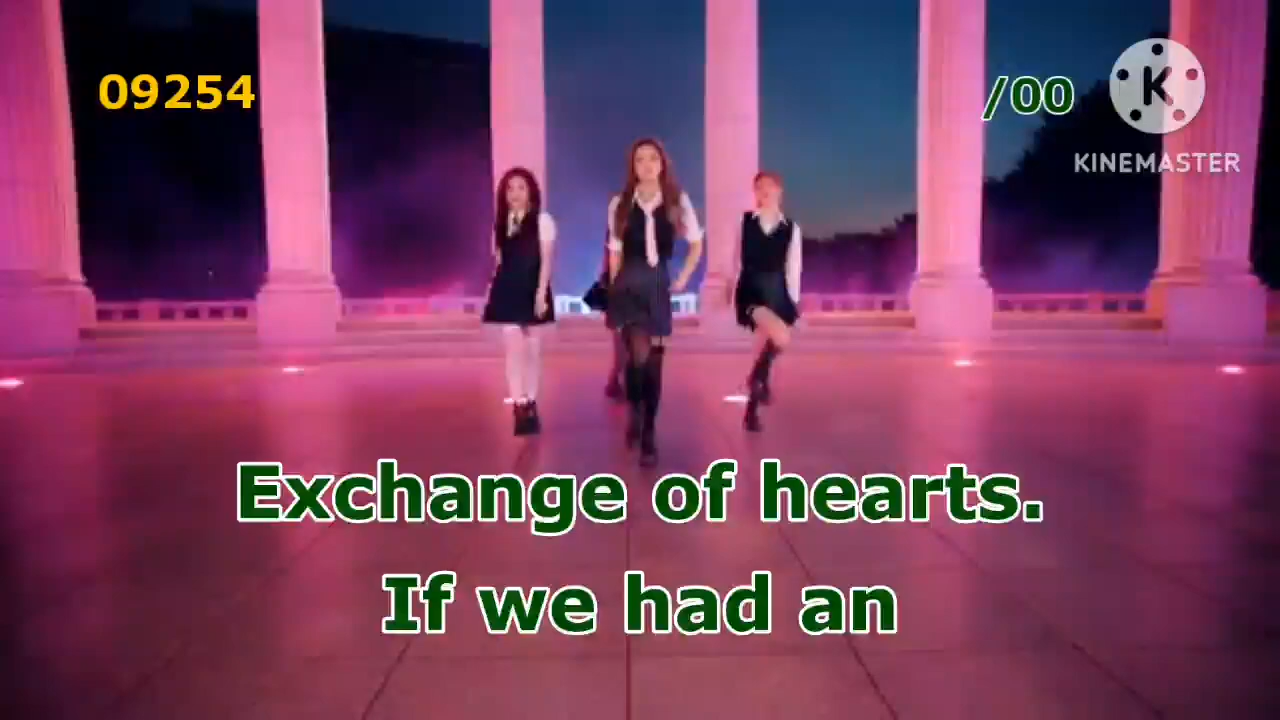 09254
/00
K
KINEMASTER
Exchange of hearts.
If we had an